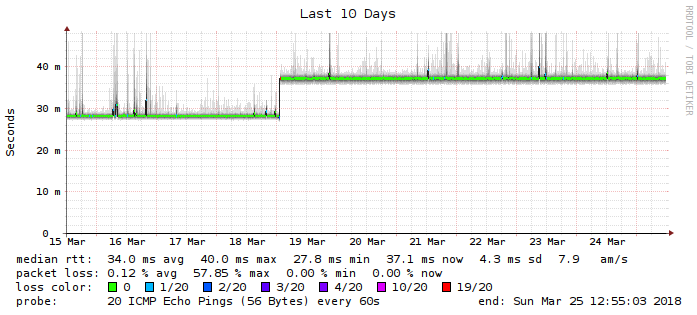 Last 10 Days
RRDTOOL / TOBI OETIKER
Seconds
40 m
30 m
20 m
10 m
0
15 Mar 16 Mar 17 Mar 18 Mar 19 Mar 20 Mar 21 Mar 22 Mar 23 Mar 24 Mar
median rtt: 34.0 ms avg 40.0 ms max 27.8 ms min 37.1 ms now 4.3 ms sd 7.9 am/s
packet loss: 0.12 % avg 57.85 % max 0.00 % min 0.00 % now
loss color: 0 1/20 2/20 3/20 4/20 10/20 19/20
probe: 20 ICMP Echo Pings (56 Bytes) every 60s end: Sun Mar 25 12:55:03 2018